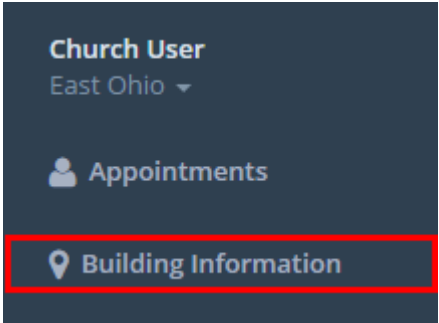 Church User
East Ohio
Appointments
Building Information